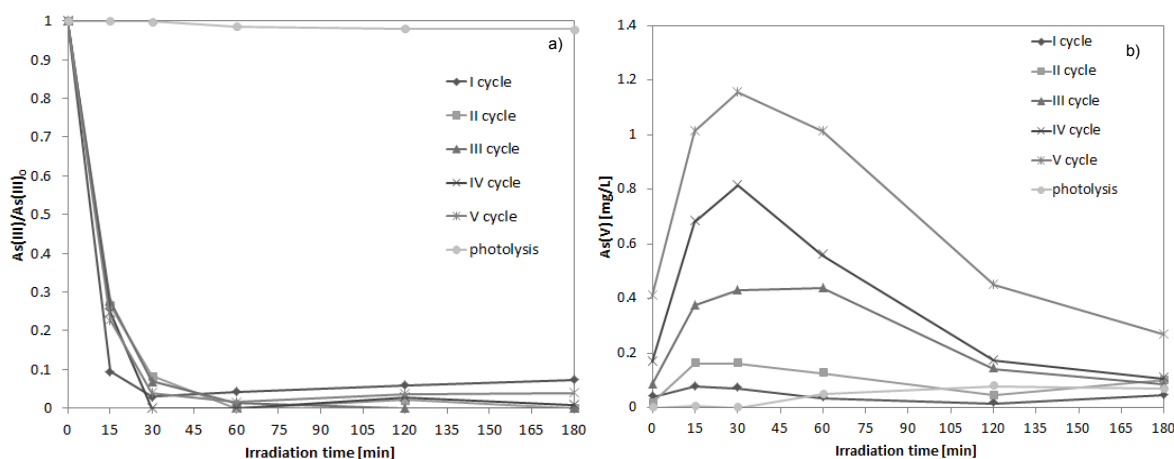 a)
1
0.9
0.8
0.7
0.6
0.5
0.4
0.3
0.2
0.1
0
As(III)/As(III)₀
I cycle
II cycle
III cycle
IV cycle
V cycle
photolysis
0 15 30 45 60 75 90 105 120 135 150 165 180
Irradiation time [min]
b)
1.4
1.2
1
0.8
0.6
0.4
0.2
0
As(V) [mg/L]
I cycle
II cycle
III cycle
IV cycle
V cycle
photolysis
0 15 30 45 60 75 90 105 120 135 150 165 180
Irradiation time [min]